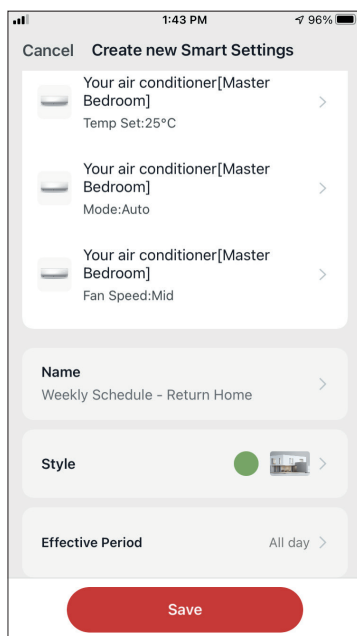 1:43 PM
96%
Cancel
Create new Smart Settings
Your air conditioner[Master
Bedroom]
Temp Set:25°C
Your air conditioner[Master
Bedroom]
Mode:Auto
Your air conditioner[Master
Bedroom]
Fan Speed:Mid
Name
Weekly Schedule - Return Home
Style
Effective Period
All day
Save